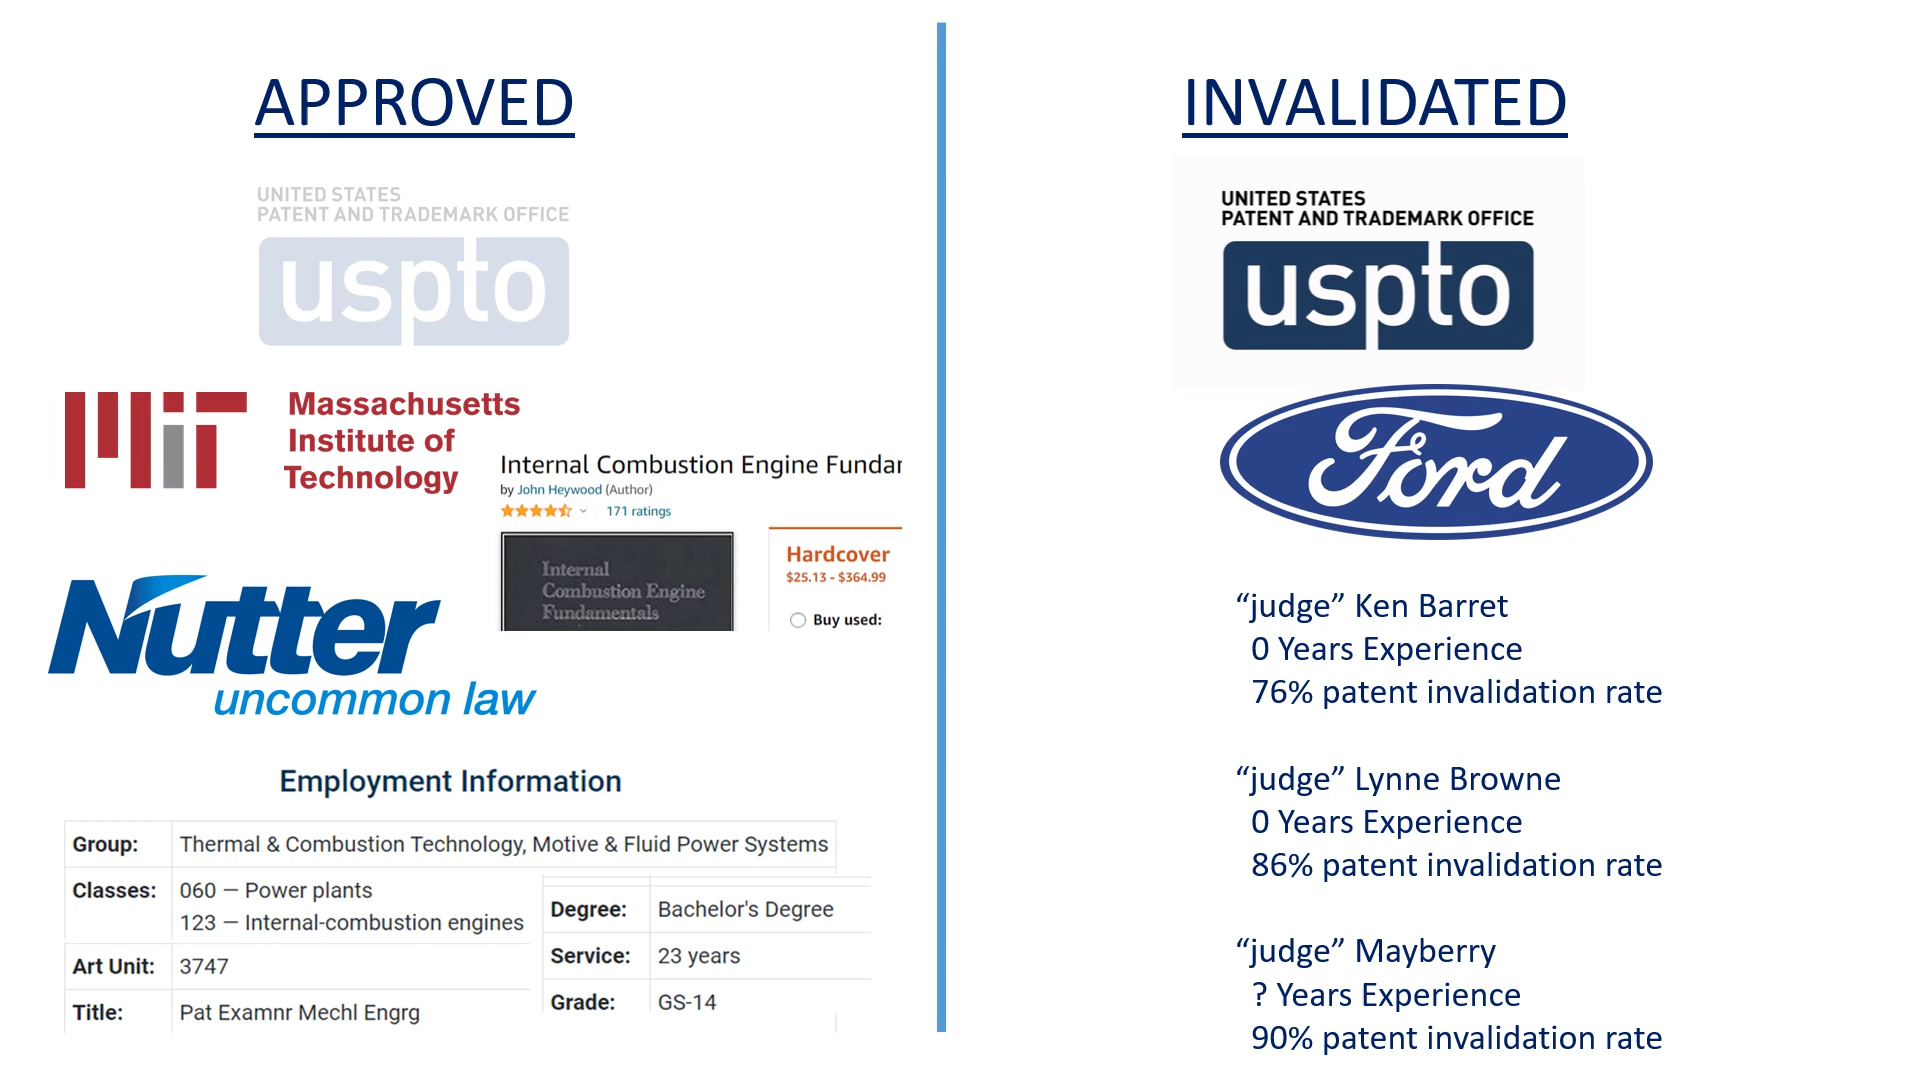 APPROVED
UNITED STATES
PATENT AND TRADEMARK OFFICE
uspto
MIT
Massachusetts
Institute of
Technology
Internal Combustion Engine Fundar
by John Heywood (Author)
171 ratings
Internal
Combustion Engine
Fundamentals
Hardcover
$25.13 - $364.99
Buy used:
Nutter
uncommon law
Employment Information
Group: Thermal & Combustion Technology, Motive & Fluid Power Systems
Classes: 060 — Power plants
123 — Internal-combustion engines
Art Unit: 3747
Title: Pat Examnr Mechl Engrg
Degree: Bachelor's Degree
Service: 23 years
Grade: GS-14
INVALIDATED
UNITED STATES
PATENT AND TRADEMARK OFFICE
uspto
Ford
“judge” Ken Barret
0 Years Experience
76% patent invalidation rate
“judge” Lynne Browne
0 Years Experience
86% patent invalidation rate
“judge” Mayberry
? Years Experience
90% patent invalidation rate